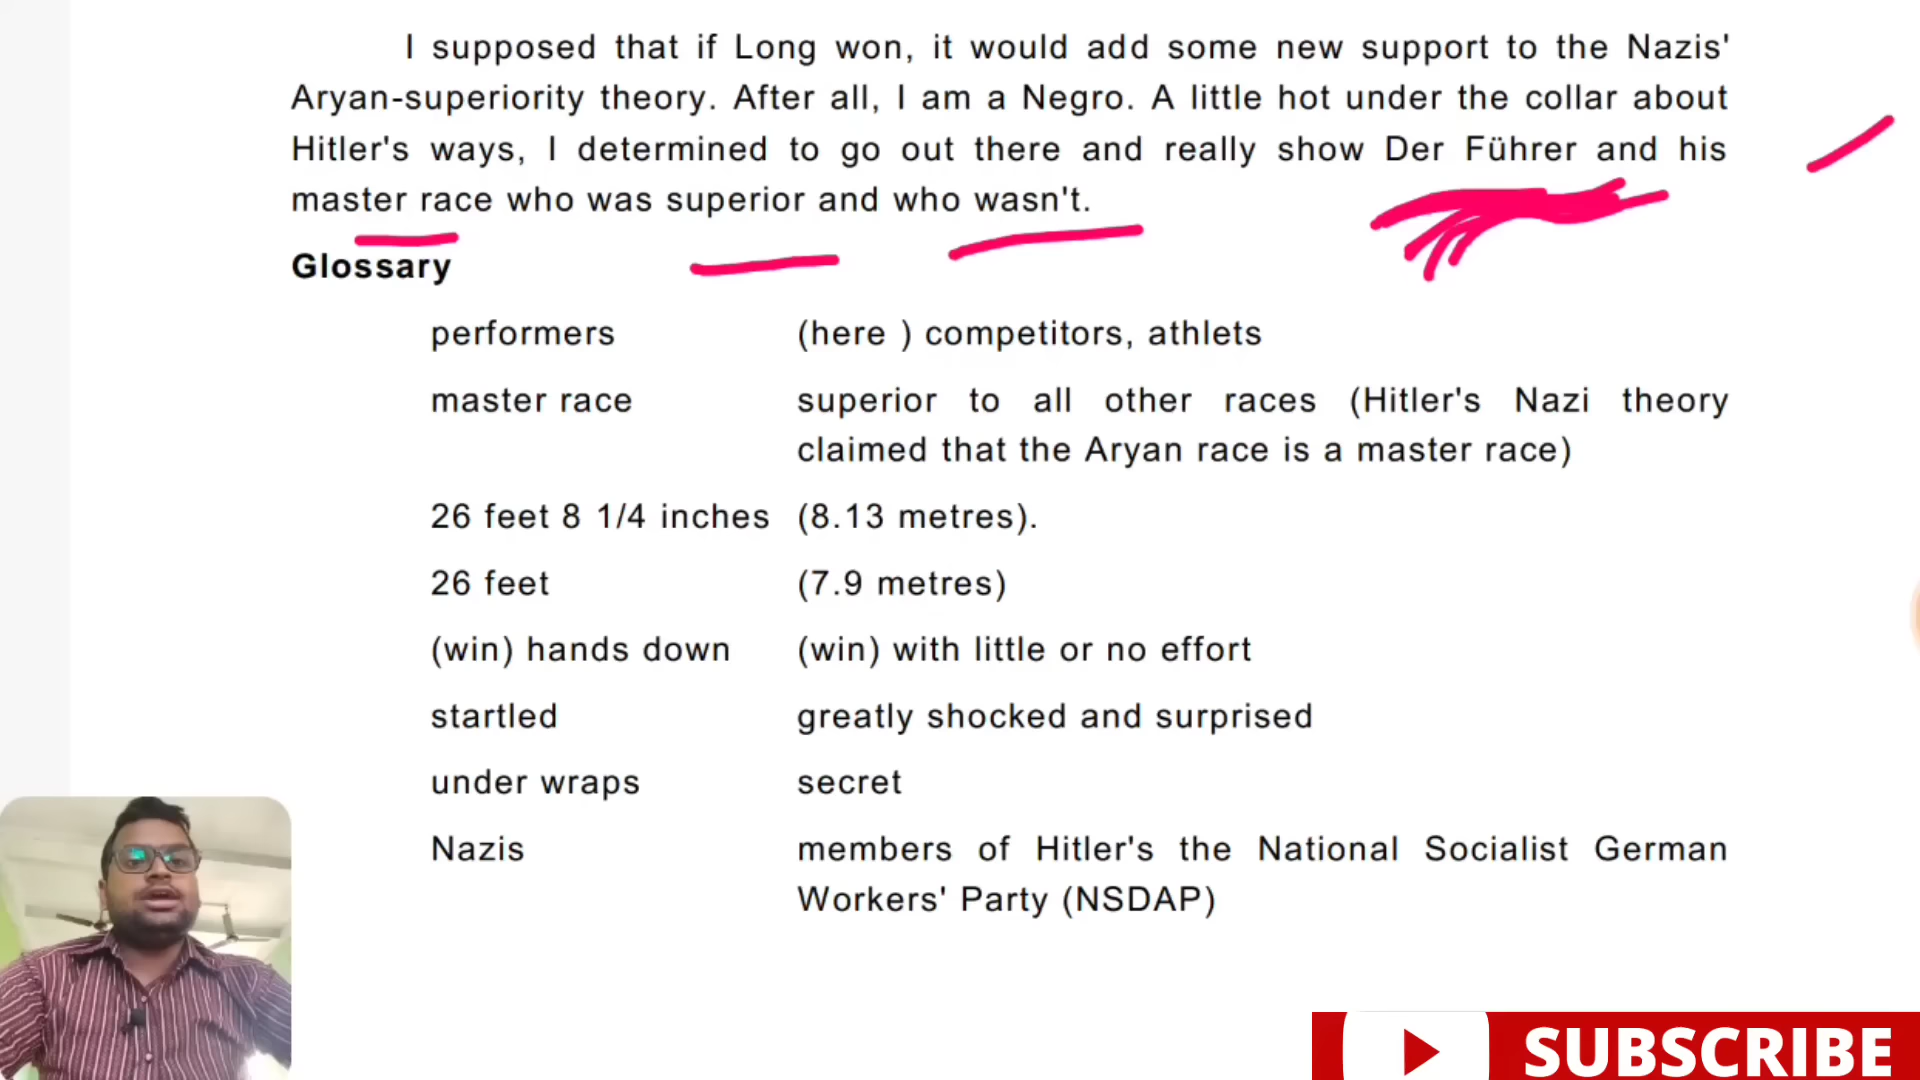 I supposed that if Long won, it would add some new support to the Nazis'
Aryan-superiority theory. After all, I am a Negro. A little hot under the collar about
Hitler's ways, I determined to go out there and really show Der Führer and his
master race who was superior and who wasn't.
Glossary
performers (here ) competitors, athlets
master race superior to all other races (Hitler's Nazi theory
claimed that the Aryan race is a master race)
26 feet 8 1/4 inches (8.13 metres).
26 feet (7.9 metres)
(win) hands down (win) with little or no effort
startled greatly shocked and surprised
under wraps secret
Nazis members of Hitler's the National Socialist German
Workers' Party (NSDAP)
SUBSCRIBE